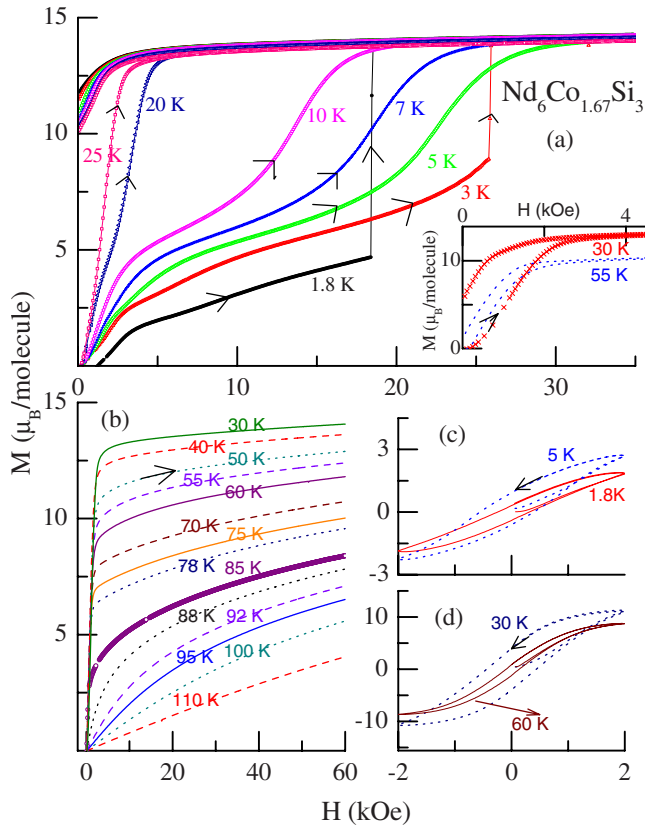 15
20 K
Nd6Co1.67Si3
10 K
7 K
10
(a)
25 K
5 K
3 K
H (kOe)
0
4
5
1.8 K
10
30 K
55 K
M (μB/molecule)
0
0
10
20
30
M (μB/molecule)
15
(b)
30 K
40 K
50 K
55 K
60 K
10
70 K
75 K
78 K
85 K
5
88 K
92 K
95 K
100 K
110 K
0
20
40
60
H (kOe)
3
(c)
5 K
0
1.8K
-3
10
(d)
30 K
0
-10
60 K
-2
0
2
H (kOe)